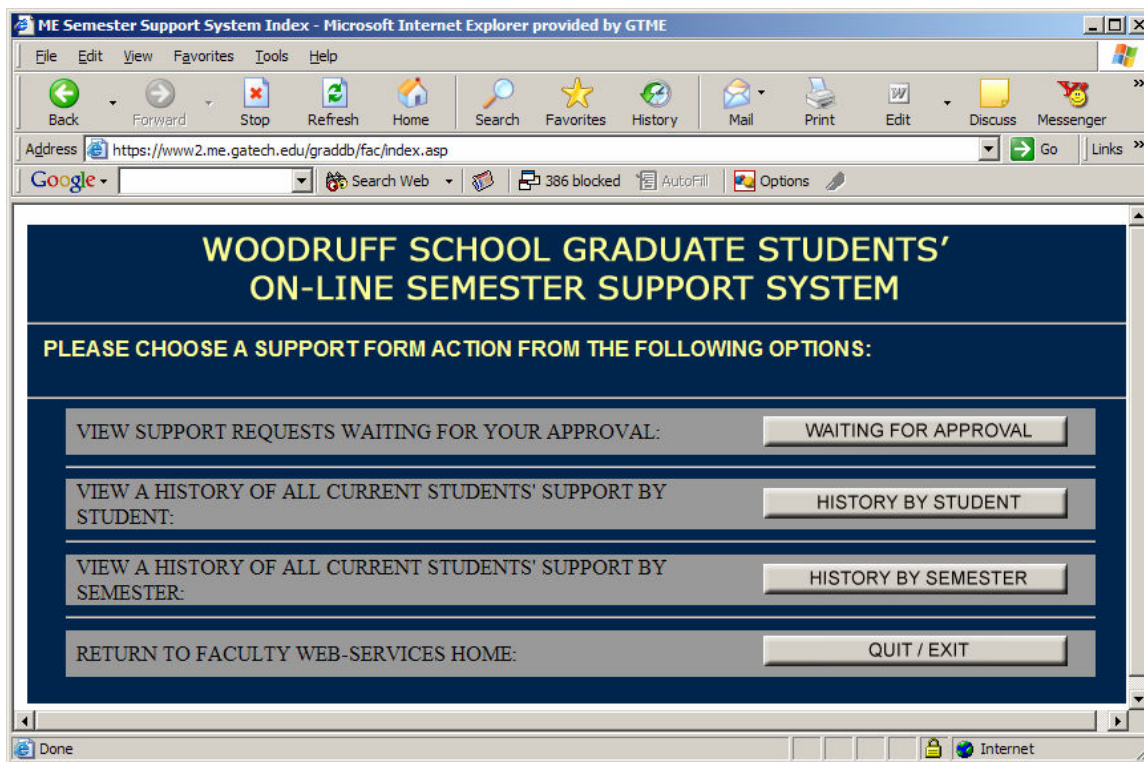 ME Semester Support System Index - Microsoft Internet Explorer provided by GTME
File Edit View Favorites Tools Help
Back Forward Stop Refresh Home Search Favorites History Mail Print Edit Discuss Messenger »
Address https://www2.me.gatech.edu/graddb/fac/index.asp Go Links »
Google Search Web 386 blocked AutoFill Options
WOODRUFF SCHOOL GRADUATE STUDENTS'
ON-LINE SEMESTER SUPPORT SYSTEM
PLEASE CHOOSE A SUPPORT FORM ACTION FROM THE FOLLOWING OPTIONS:
VIEW SUPPORT REQUESTS WAITING FOR YOUR APPROVAL: WAITING FOR APPROVAL
VIEW A HISTORY OF ALL CURRENT STUDENTS' SUPPORT BY
STUDENT:
HISTORY BY STUDENT
VIEW A HISTORY OF ALL CURRENT STUDENTS' SUPPORT BY
SEMESTER:
HISTORY BY SEMESTER
RETURN TO FACULTY WEB-SERVICES HOME: QUIT / EXIT
Done Internet